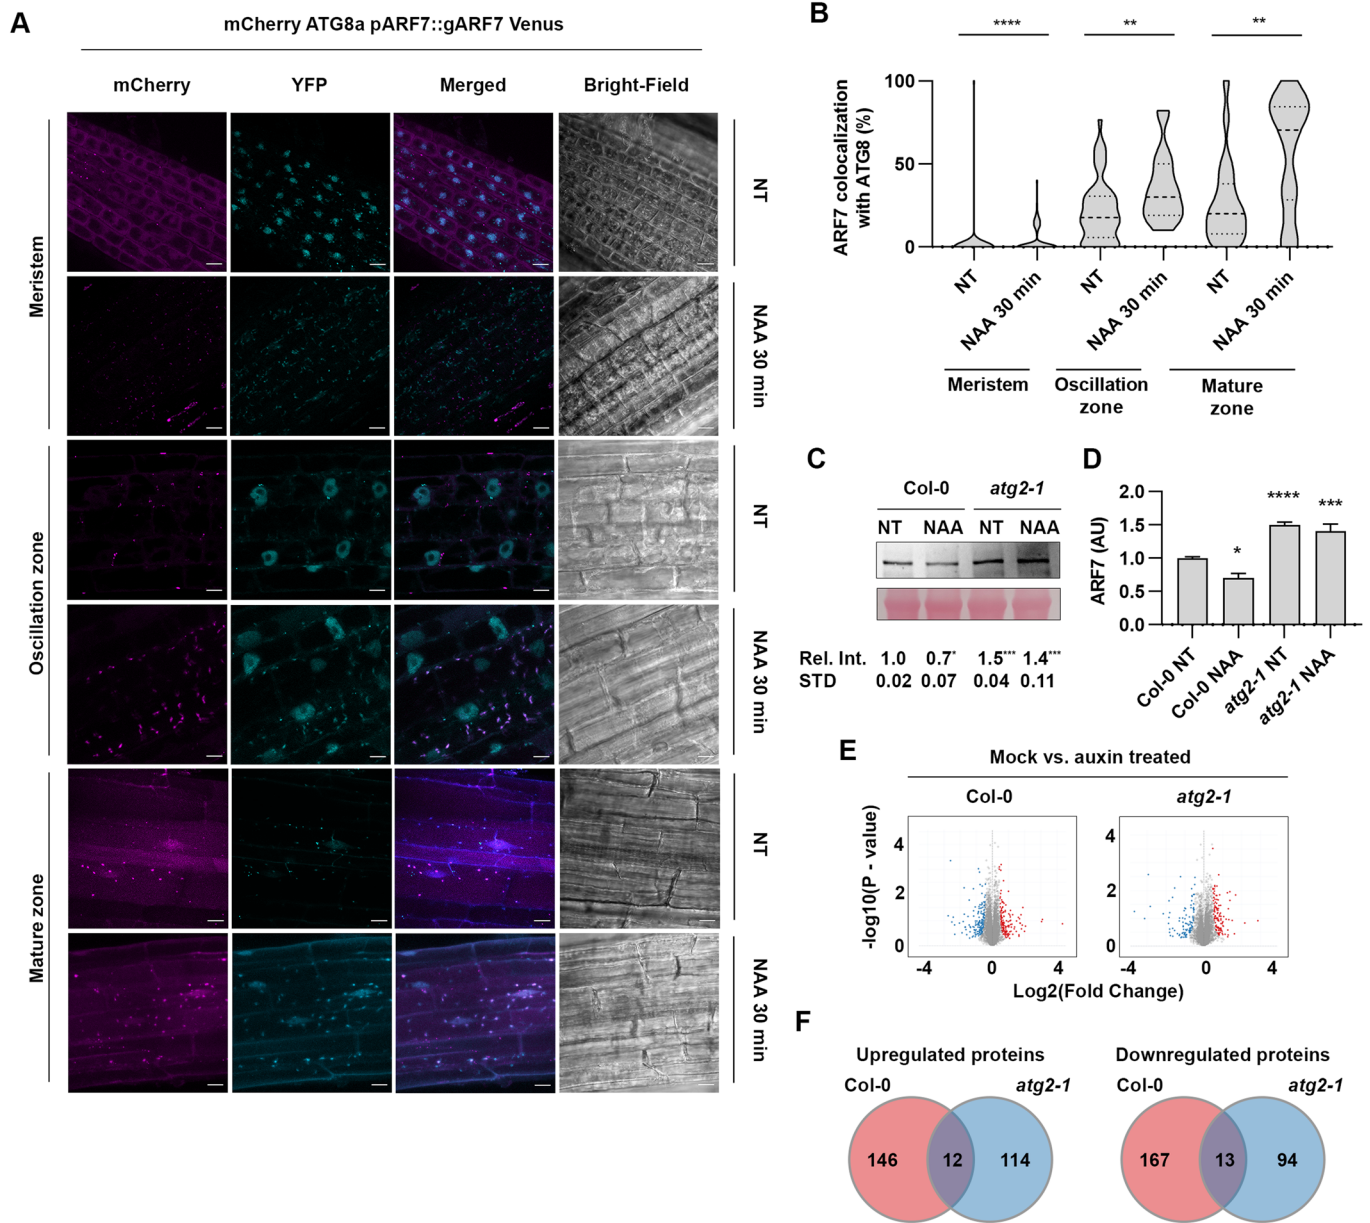 A
mCherry ATG8a pARF7::gARF7 Venus
mCherry YFP Merged Bright-Field
Meristem
NT
NAA 30 min
Oscillation zone
NT
NAA 30 min
Mature zone
NT
NAA 30 min
B
**** ** **
ARF7 colocalization
with ATG8 (%)
100
50
0
NT NAA 30 min NT NAA 30 min NT NAA 30 min
Meristem Oscillation zone Mature zone
C
Col-0 atg2-1
NT NAA NT NAA
Rel. Int. 1.0 0.7* 1.5*** 1.4***
STD 0.02 0.07 0.04 0.11
D
ARF7 (AU)
2.0
1.5
1.0
0.5
0.0
* **** ***
Col-0 NT Col-0 NAA atg2-1 NT atg2-1 NAA
E
Mock vs. auxin treated
Col-0 atg2-1
-log10(P - value)
4
2
0
-4 0 4
4
2
0
-4 0 4
Log2(Fold Change)
F
Upregulated proteins
Col-0 atg2-1
146 12 114
Downregulated proteins
Col-0 atg2-1
167 13 94